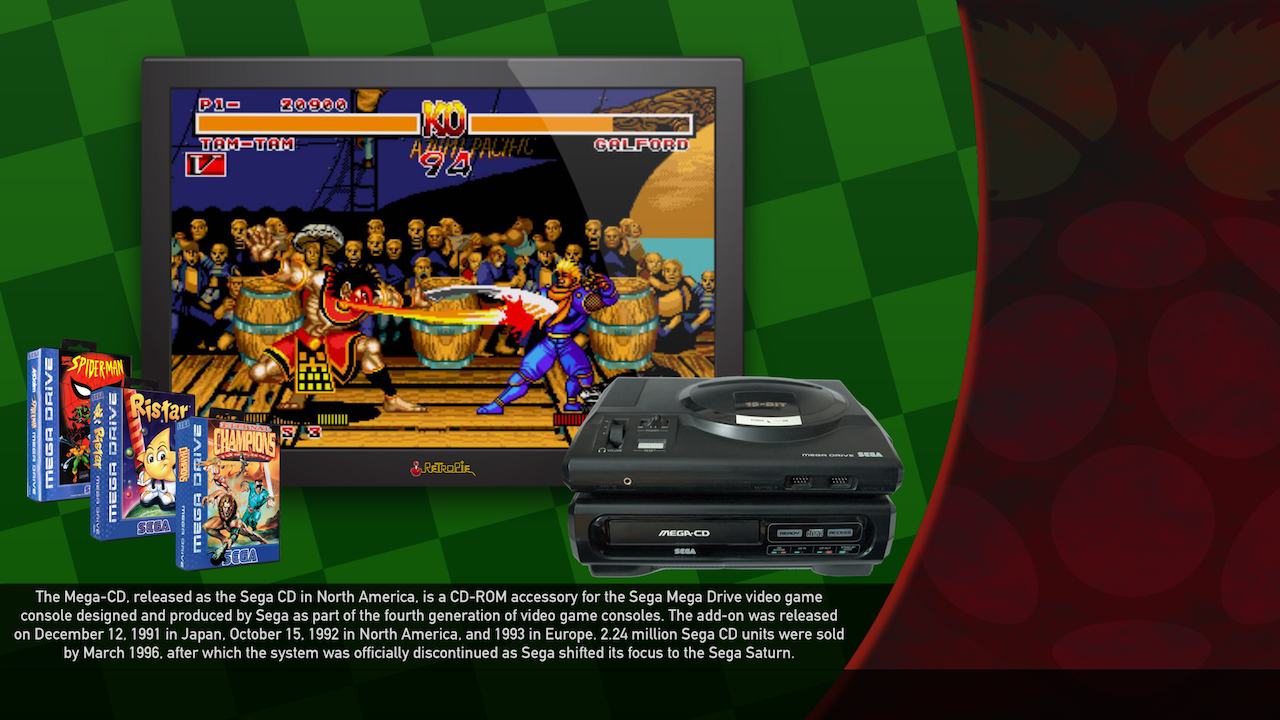 P1= 20900
KO
TAM-TAM
GALFORD
94
V
RETROPIE
SPIDER-MAN
MEGA DRIVE
Ristar
MEGA DRIVE
SEGA
CHAMPIONS
MEGA DRIVE
SEGA
16-BIT
MEGA DRIVE SEGA
MEGA-CD
READY
ACCESS
SEGA
The Mega-CD, released as the Sega CD in North America, is a CD-ROM accessory for the Sega Mega Drive video game
console designed and produced by Sega as part of the fourth generation of video game consoles. The add-on was released
on December 12, 1991 in Japan, October 15, 1992 in North America, and 1993 in Europe. 2.24 million Sega CD units were sold
by March 1996, after which the system was officially discontinued as Sega shifted its focus to the Sega Saturn.